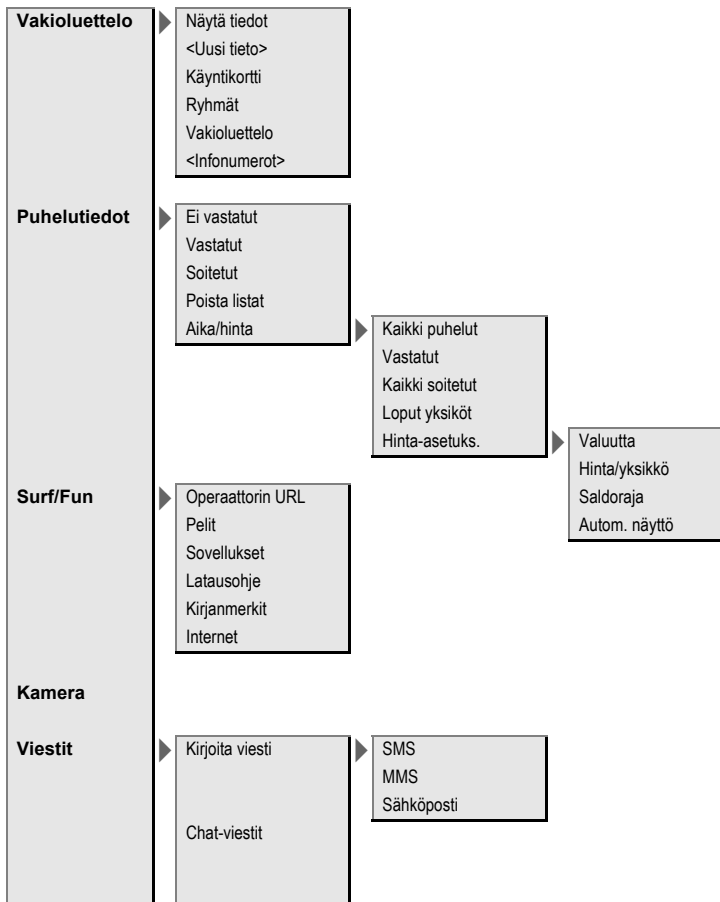 Vakioluettelo
Näytä tiedot
<Uusi tieto>
Käyntikortti
Ryhmät
Vakioluettelo
<Infonumerot>
Puhelutiedot
Ei vastatut
Vastatut
Soitetut
Poista listat
Aika/hinta
Kaikki puhelut
Vastatut
Kaikki soitetut
Loput yksiköt
Hinta-asetuks.
Valuutta
Hinta/yksikkö
Saldoraja
Autom. näyttö
Surf/Fun
Operaattorin URL
Pelit
Sovellukset
Latausohje
Kirjanmerkit
Internet
Kamera
Viestit
Kirjoita viesti
SMS
MMS
Sähköposti
Chat-viestit